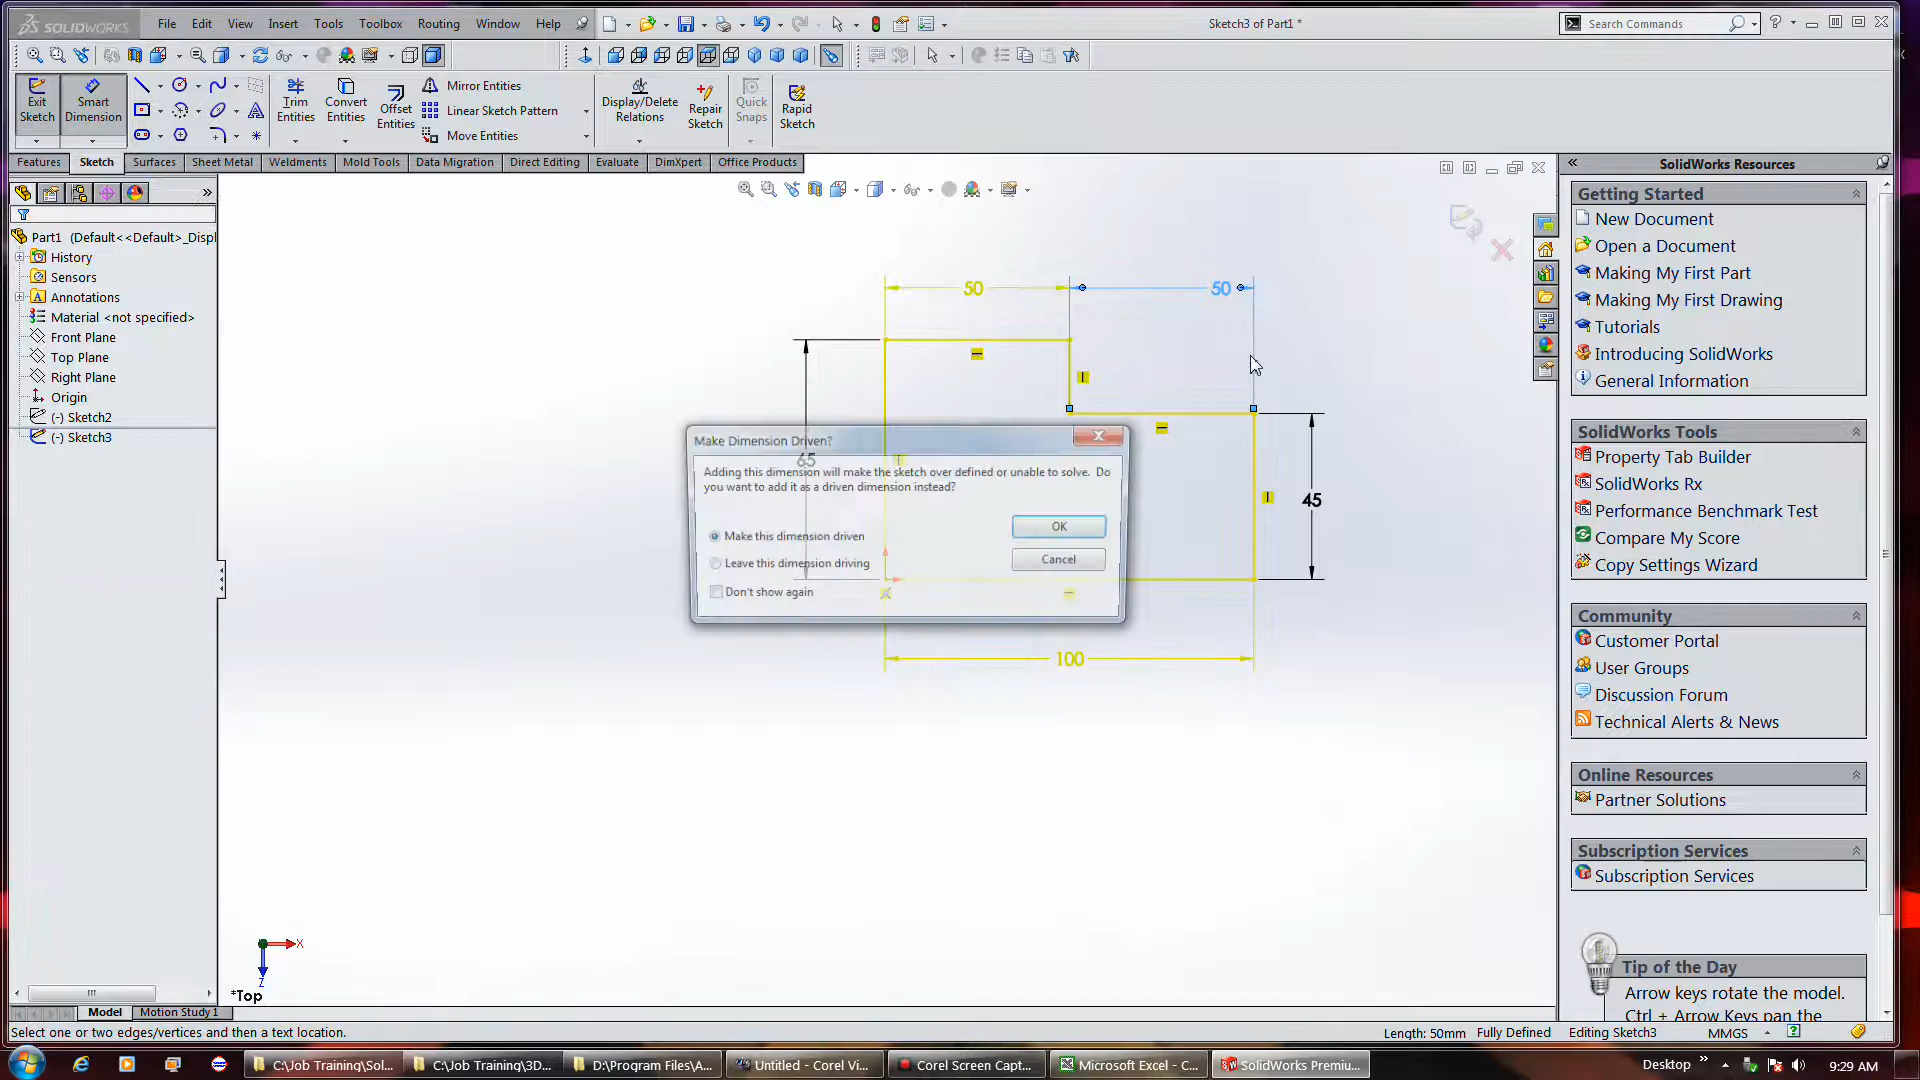 SOLIDWORKS File Edit View Insert Tools Toolbox Routing Window Help Sketch3 of Part1 * Search Commands
Exit Sketch
Smart Dimension
Trim Entities
Convert Entities
Offset Entities
Mirror Entities
Linear Sketch Pattern
Move Entities
Display/Delete Relations
Repair Sketch
Quick Snaps
Rapid Sketch
Features Sketch Surfaces Sheet Metal Weldments Mold Tools Data Migration Direct Editing Evaluate DimXpert Office Products
Part1 (Default<<Default>_Displ
History
Sensors
Annotations
Material <not specified>
Front Plane
Top Plane
Right Plane
Origin
(-) Sketch2
(-) Sketch3
50
50
65
45
100
Make Dimension Driven?
Adding this dimension will make the sketch over defined or unable to solve. Do
you want to add it as a driven dimension instead?
Make this dimension driven
Leave this dimension driving
Don't show again
OK
Cancel
X
Z
*Top
SolidWorks Resources
Getting Started
New Document
Open a Document
Making My First Part
Making My First Drawing
Tutorials
Introducing SolidWorks
General Information
SolidWorks Tools
Property Tab Builder
SolidWorks Rx
Performance Benchmark Test
Compare My Score
Copy Settings Wizard
Community
Customer Portal
User Groups
Discussion Forum
Technical Alerts & News
Online Resources
Partner Solutions
Subscription Services
Subscription Services
Tip of the Day
Arrow keys rotate the model.
Ctrl + Arrow Keys pan the
Model Motion Study 1
Select one or two edges/vertices and then a text location. Length: 50mm Fully Defined Editing Sketch3 MMGS
C:\Job Training\Sol... C:\Job Training\3D... D:\Program Files\A... Untitled - Corel Vi... Corel Screen Capt... Microsoft Excel - C... SolidWorks Premiu... Desktop 9:29 AM